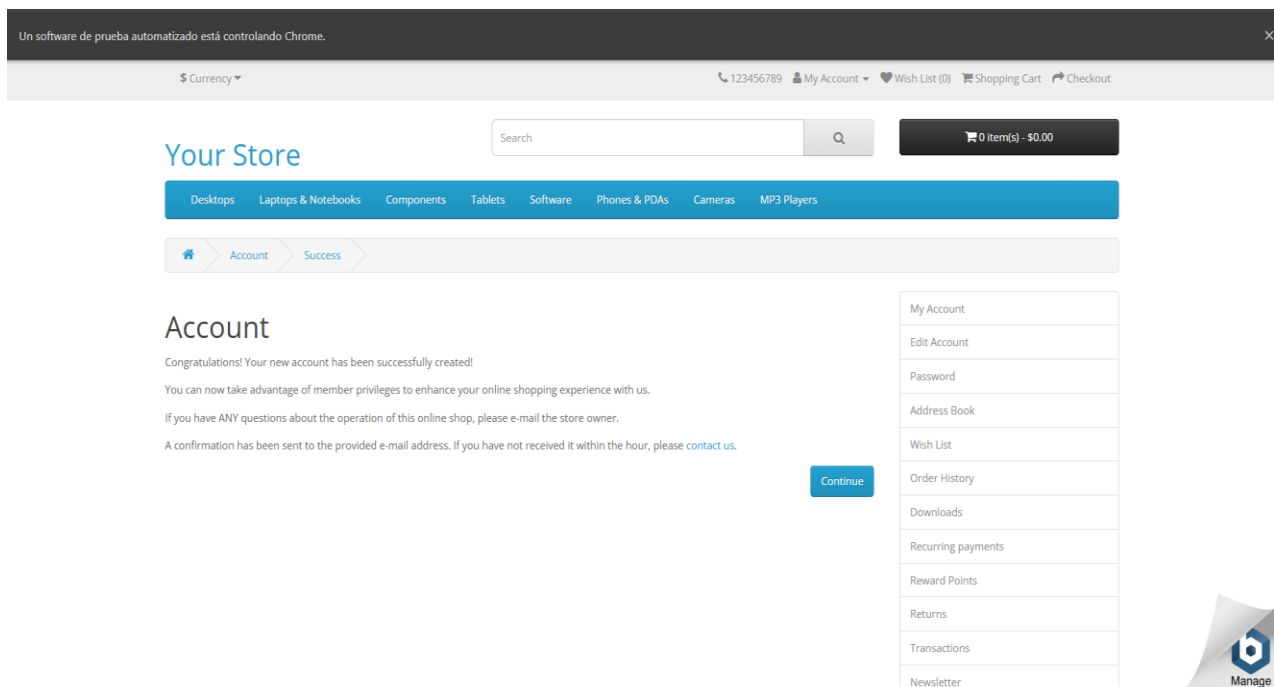 Un software de prueba automatizado está controlando Chrome.
$ Currency
123456789 My Account Wish List (0) Shopping Cart Checkout
Your Store
Search
0 item(s) - $0.00
Desktops Laptops & Notebooks Components Tablets Software Phones & PDAs Cameras MP3 Players
Account Success
Account
Congratulations! Your new account has been successfully created!
You can now take advantage of member privileges to enhance your online shopping experience with us.
If you have ANY questions about the operation of this online shop, please e-mail the store owner.
A confirmation has been sent to the provided e-mail address. If you have not received it within the hour, please contact us.
Continue
My Account
Edit Account
Password
Address Book
Wish List
Order History
Downloads
Recurring payments
Reward Points
Returns
Transactions
Newsletter
b
Manage